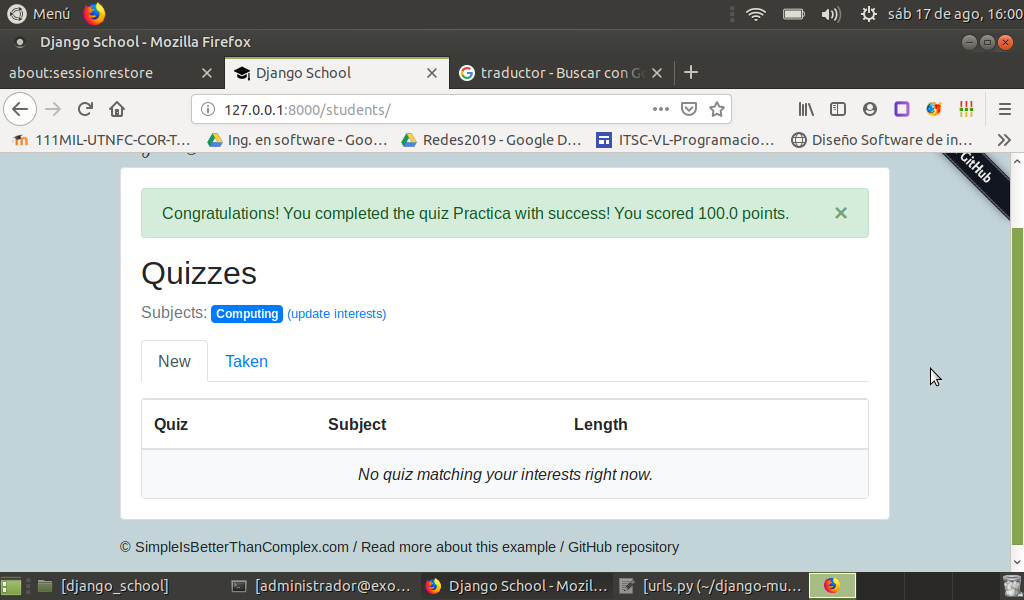 Menú
sáb 17 de ago, 16:00
Django School - Mozilla Firefox
about:sessionrestore
Django School
traductor - Buscar con Go
127.0.0.1:8000/students/
111MIL-UTNFC-COR-T...
Ing. en software - Goo...
Redes2019 - Google D...
ITSC-VL-Programacio...
Diseño Software de in...
GitHub
Congratulations! You completed the quiz Practica with success! You scored 100.0 points. ×
Quizzes
Subjects: Computing (update interests)
New Taken
Quiz Subject Length
No quiz matching your interests right now.
© SimpleIsBetterThanComplex.com / Read more about this example / GitHub repository
[django_school]
[administrador@exo...
Django School - Mozil...
[urls.py (~/django-mu...